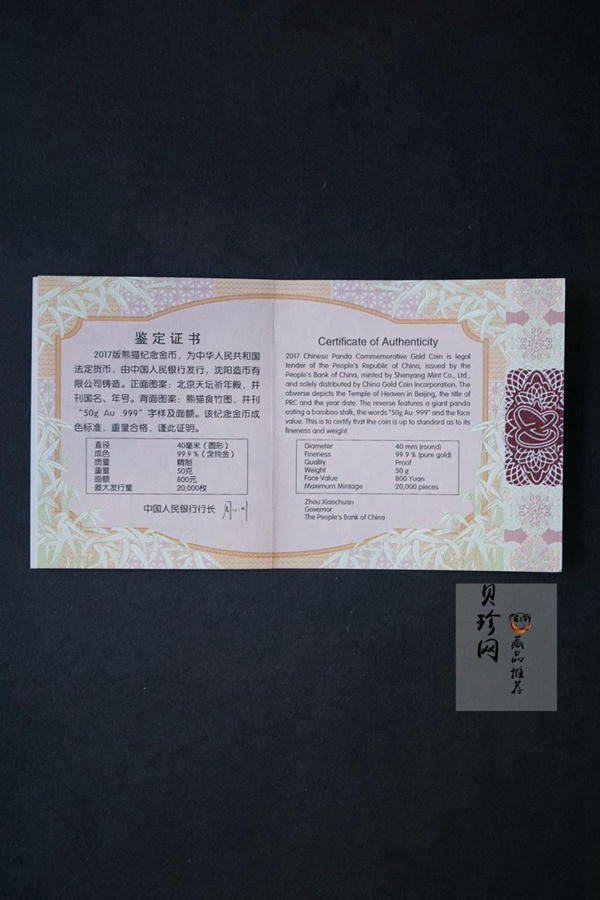 鉴定证书
2017版熊猫纪念金币，为中华人民共和国
法定货币，由中国人民银行发行，沈阳造币有
限公司铸造。正面图案：北京天坛祈年殿，并
刊国名、年号。背面图案：熊猫食竹图，并刊
“50g Au .999”字样及面额。该纪念金币成
色标准，重量合格，谨此证明。
直径 40毫米（圆形）
成色 99.9％（含纯金）
质量 精制
重量 50克
面额 800元
最大发行量 20,000枚
中国人民银行行长
Certificate of Authenticity
2017 Chinese Panda Commemorative Gold Coin is legal
tender of the People's Republic of China, issued by the
People's Bank of China, minted by Shenyang Mint Co., Ltd.,
and solely distributed by China Gold Coin Incorporation. The
obverse depicts the Temple of Heaven in Beijing, the title of
PRC and the year date. The reverse features a giant panda
eating a bamboo stalk, the words "50g Au .999" and the face
value. This is to certify that the coin is up to standard as to its
fineness and weight.
Diameter 40 mm (round)
Fineness 99.9 % (pure gold)
Quality Proof
Weight 50 g
Face Value 800 Yuan
Maximum Mintage 20,000 pieces
Zhou Xiaochuan
Governor
The People's Bank of China
贝珍网
藏品推荐